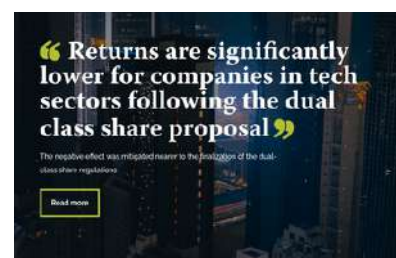 “ Returns are significantly
lower for companies in tech
sectors following the dual
class share proposal ”
The negative effect was mitigated nearer to the finalization of the dual-
class share regulations
Read more